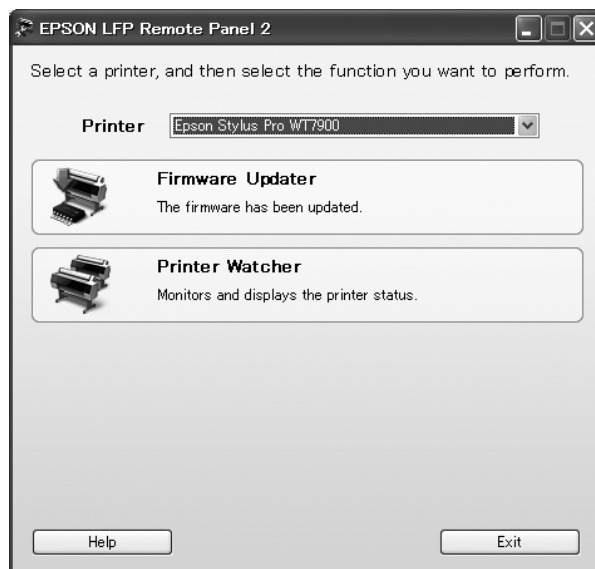 EPSON LFP Remote Panel 2
Select a printer, and then select the function you want to perform.
Printer Epson Stylus Pro WT7900
Firmware Updater
The firmware has been updated.
Printer Watcher
Monitors and displays the printer status.
Help Exit